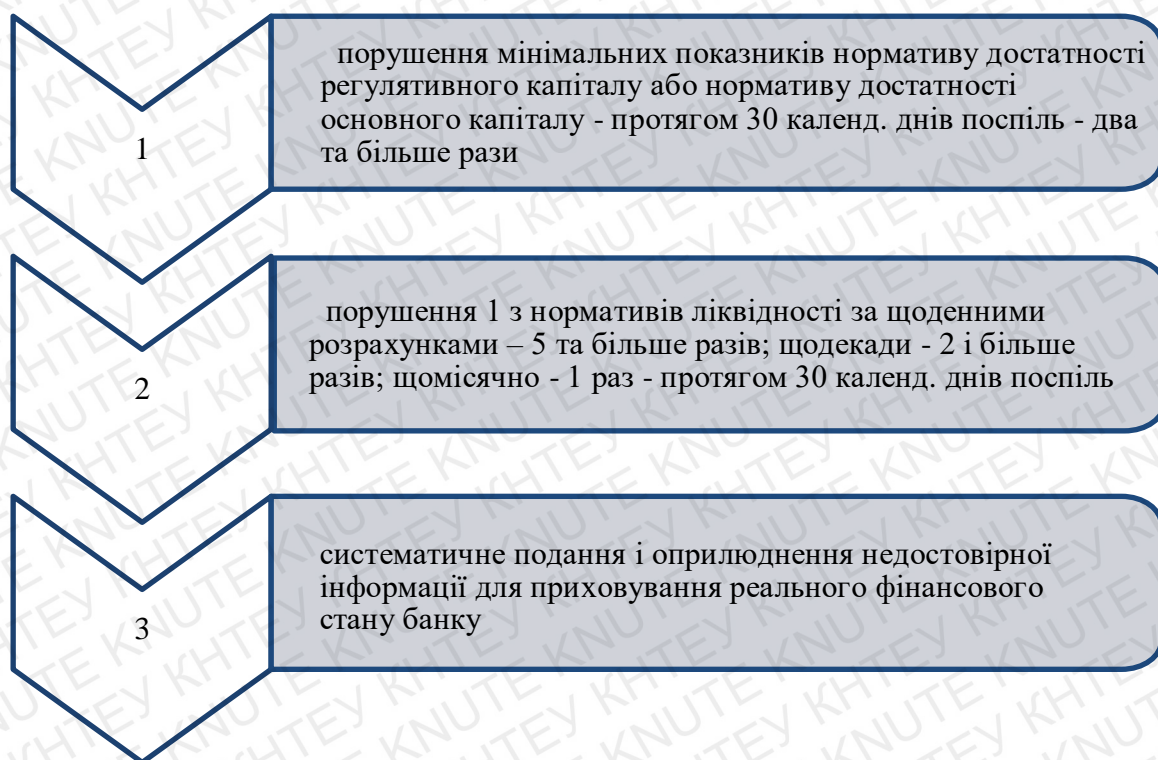 1
порушення мінімальних показників нормативу достатності
регулятивного капіталу або нормативу достатності
основного капіталу - протягом 30 календ. днів поспіль - два
та більше рази
2
порушення 1 з нормативів ліквідності за щоденними
розрахунками – 5 та більше разів; щодекади - 2 і більше
разів; щомісячно - 1 раз - протягом 30 календ. днів поспіль
3
систематичне подання і оприлюднення недостовірної
інформації для приховування реального фінансового
стану банку